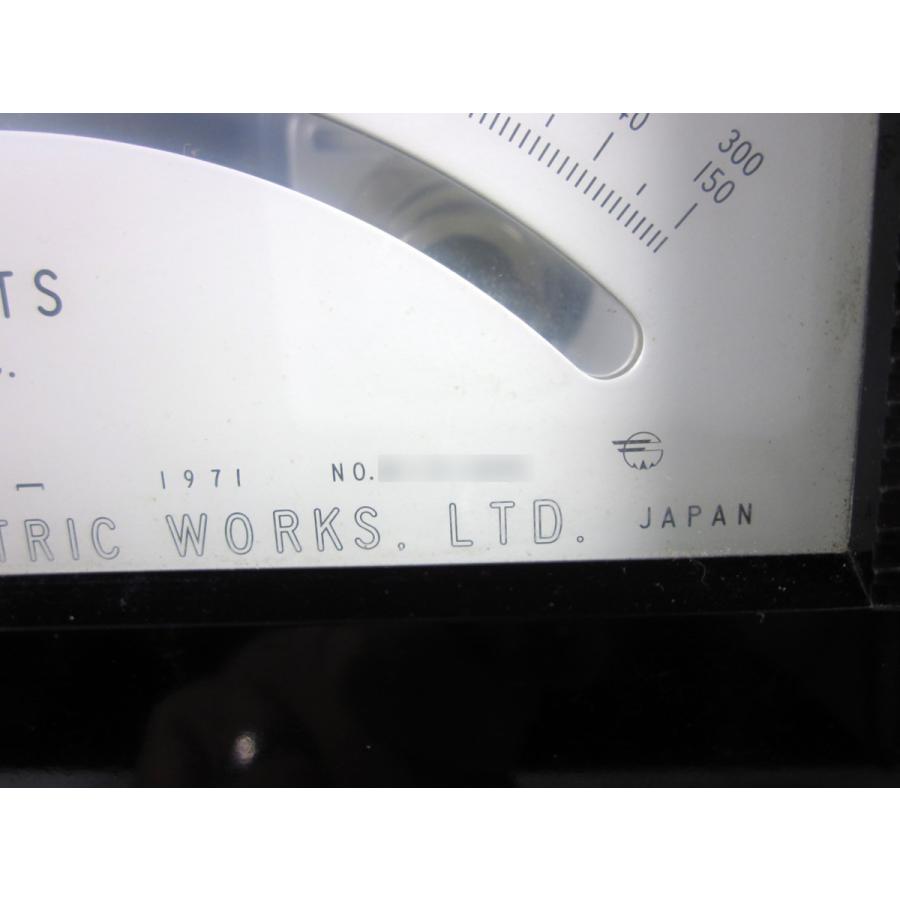 300
150
TS
1971 NO.
TRIC WORKS. LTD. JAPAN